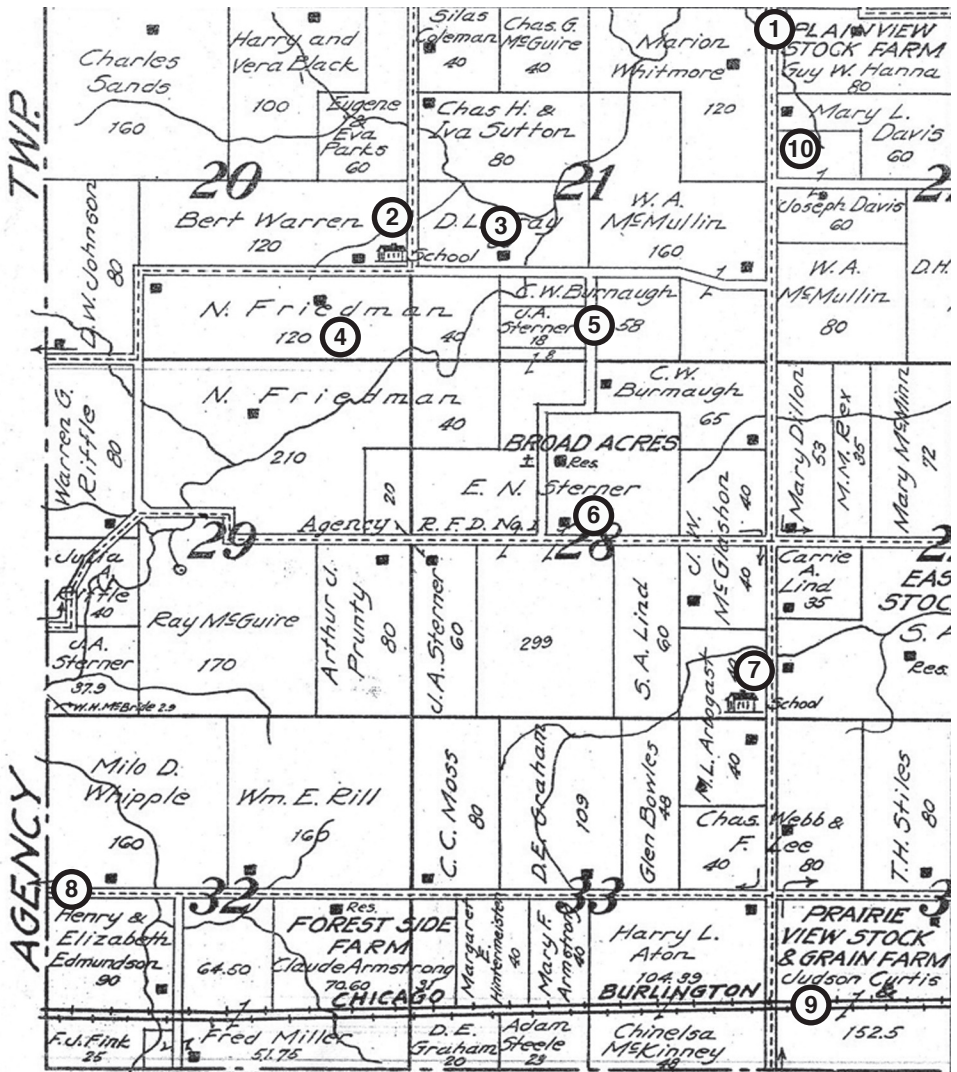 Charles
Sands
160
Harry and
Vera Black
100
Eugene
&
Eva
Parks
60
Silas
Coleman
40
Chas. G.
McGuire
40
Marion
Whitmore
120
1
PLAINVIEW
STOCK FARM
Guy W. Hanna
80
TWP.
Chas H. &
Iva Sutton
80
Mary L.
Davis
60
10
20
21
2
G.W. Johnson
80
Bert Warren
120
2
School
D.L. Gray
3
W. A.
McMullin
160
Joseph Davis
60
W. A.
McMullin
80
D.H.
N. Friedman
120
4
40
C.W. Burnaugh
58
J.A.
Sterner
18
5
8
Warren G.
Riffle
80
N. Friedman
210
40
20
C.W.
Burmaugh
65
BROAD ACRES
Res.
E. N. Sterner
6
Agency R.F.D. No. 1
Mary Dillon
53
M.M. Rex
35
Mary McMinn
72
29
28
2
J. W.
McGlashon
40
40
Julia
Riffle
40
J.A.
Sterner
37.9
W.H. McBride 2.9
Ray McGuire
170
Arthur J.
Prunty
80
J.A. Sterner
60
299
S. A. Lind
60
Carrie
A.
Lind
35
EAS
STOC
S. A
Res.
7
School
M.L. Arbogast
40
40
AGENCY
Milo D.
Whipple
160
Wm. E. Rill
160
C. C. Moss
80
D.E. Graham
109
Glen Bowles
48
Chas. Webb &
F. Lee
40
80
T.H. Stiles
80
8
32
33
3
Henry &
Elizabeth
Edmundson
90
64.50
Res.
FOREST SIDE
FARM
Claude Armstrong
70.60
Margaret
E
Hintermeister
40
Mary F.
Armstrong
40
Harry L.
Aton
104.99
PRAIRIE
VIEW STOCK
& GRAIN FARM
Judson Curtis
CHICAGO
BURLINGTON
9
&
F.J. Fink
25
Fred Miller
51.75
D. E.
Graham
20
Adam
Steele
29
Chinelsa
McKinney
48
152.5